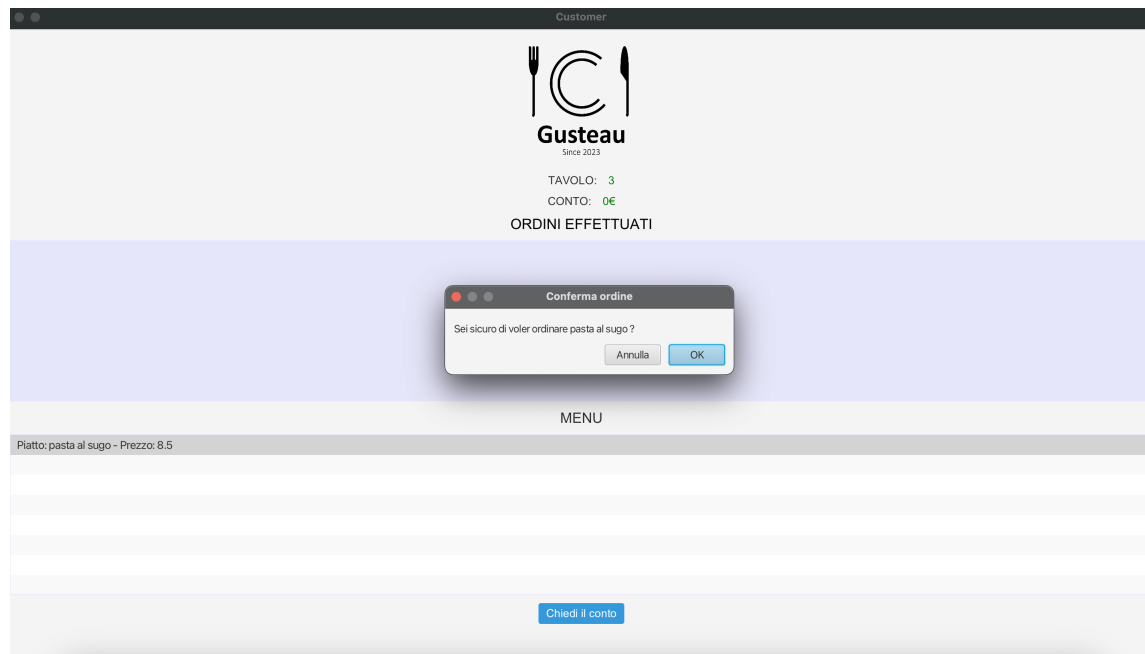 Customer
Gusteau
Since 2023
TAVOLO: 3
CONTO: 0€
ORDINI EFFETTUATI
Conferma ordine
Sei sicuro di voler ordinare pasta al sugo ?
Annulla OK
MENU
Piatto: pasta al sugo - Prezzo: 8.5
Chiedi il conto